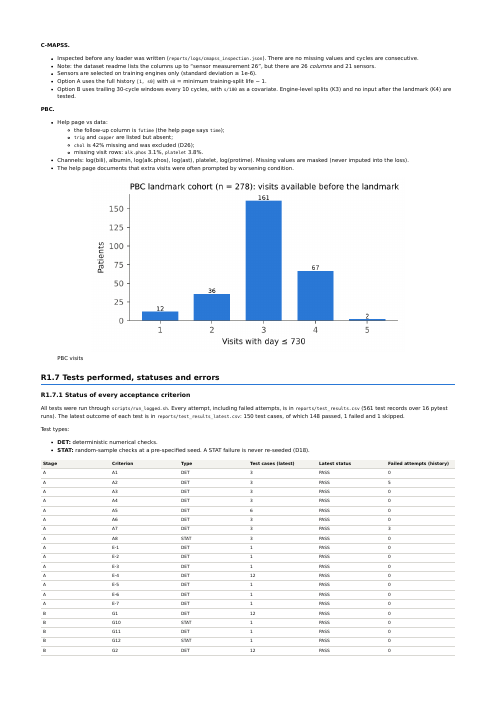 C-MAPSS.
• Inspected before any loader was written (reports/logs/cmapss_inspection.json). There are no missing values and cycles are consecutive.
• Note: the dataset readme lists the columns up to “sensor measurement 26”, but there are 26 columns and 21 sensors.
• Sensors are selected on training engines only (standard deviation ≥ 1e-6).
• Option A uses the full history (1, s0) with s0 = minimum training-split life − 1.
• Option B uses trailing 30-cycle windows every 10 cycles, with s/100 as a covariate. Engine-level splits (K3) and no input after the landmark (K4) are
tested.
PBC.
• Help page vs data:
◦ the follow-up column is futime (the help page says time);
◦ trig and copper are listed but absent;
◦ chol is 42% missing and was excluded (D26);
◦ missing visit rows: alk.phos 3.1%, platelet 3.8%.
• Channels: log(bili), albumin, log(alk.phos), log(ast), platelet, log(protime). Missing values are masked (never imputed into the loss).
• The help page documents that extra visits were often prompted by worsening condition.
PBC landmark cohort (n = 278): visits available before the landmark
Patients
150
125
100
75
50
25
0
12
36
161
67
2
1 2 3 4 5
Visits with day ≤ 730
PBC visits
R1.7 Tests performed, statuses and errors
R1.7.1 Status of every acceptance criterion
All tests were run through scripts/run_logged.sh. Every attempt, including failed attempts, is in reports/test_results.csv (561 test records over 16 pytest
runs). The latest outcome of each test is in reports/test_results_latest.csv: 150 test cases, of which 148 passed, 1 failed and 1 skipped.
Test types:
• DET: deterministic numerical checks.
• STAT: random-sample checks at a pre-specified seed. A STAT failure is never re-seeded (D18).
Stage Criterion Type Test cases (latest) Latest status Failed attempts (history)
A A1 DET 3 PASS 0
A A2 DET 3 PASS 5
A A3 DET 3 PASS 0
A A4 DET 3 PASS 0
A A5 DET 6 PASS 0
A A6 DET 3 PASS 0
A A7 DET 3 PASS 3
A A8 STAT 3 PASS 0
A E-1 DET 1 PASS 0
A E-2 DET 1 PASS 0
A E-3 DET 1 PASS 0
A E-4 DET 12 PASS 0
A E-5 DET 1 PASS 0
A E-6 DET 1 PASS 0
A E-7 DET 1 PASS 0
B G1 DET 12 PASS 0
B G10 STAT 1 PASS 0
B G11 DET 1 PASS 0
B G12 STAT 1 PASS 0
B G2 DET 12 PASS 0